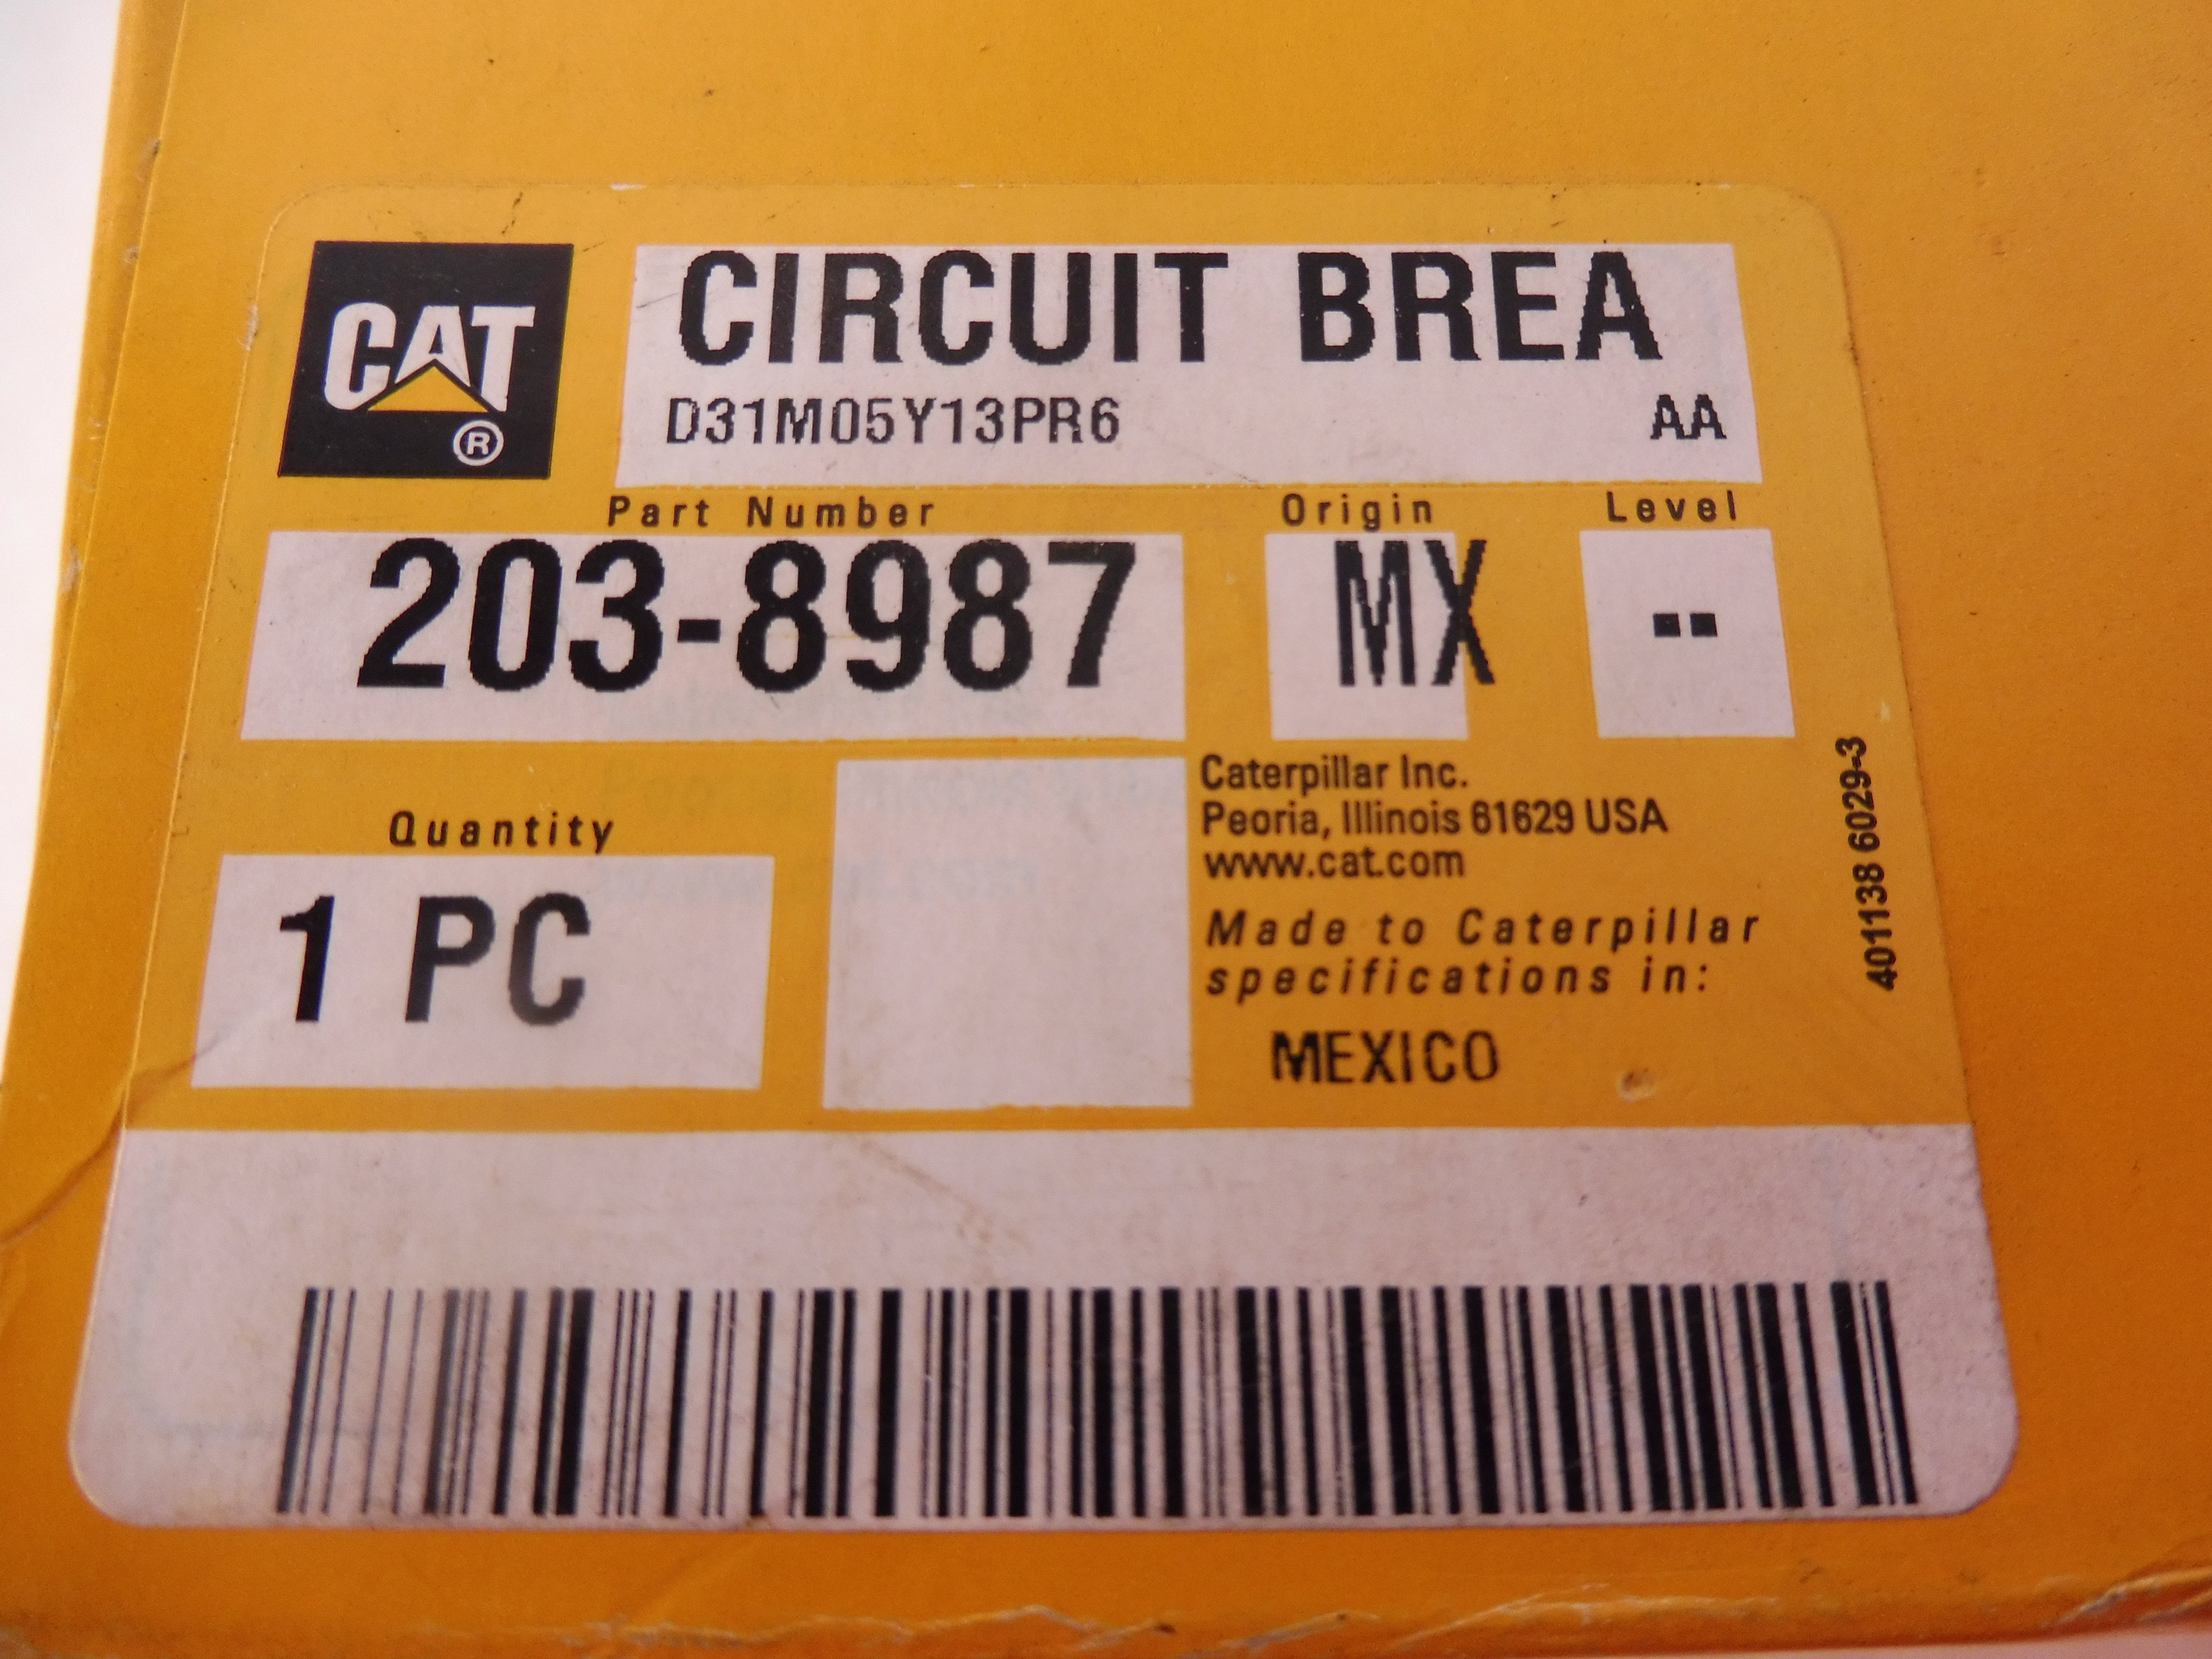 CAT®
CIRCUIT BREA
D31M05Y13PR6 AA
Part Number Origin Level
203-8987 MX --
Quantity
1 PC
Caterpillar Inc.
Peoria, Illinois 61629 USA
www.cat.com
Made to Caterpillar
specifications in:
MEXICO
401138 6029-3